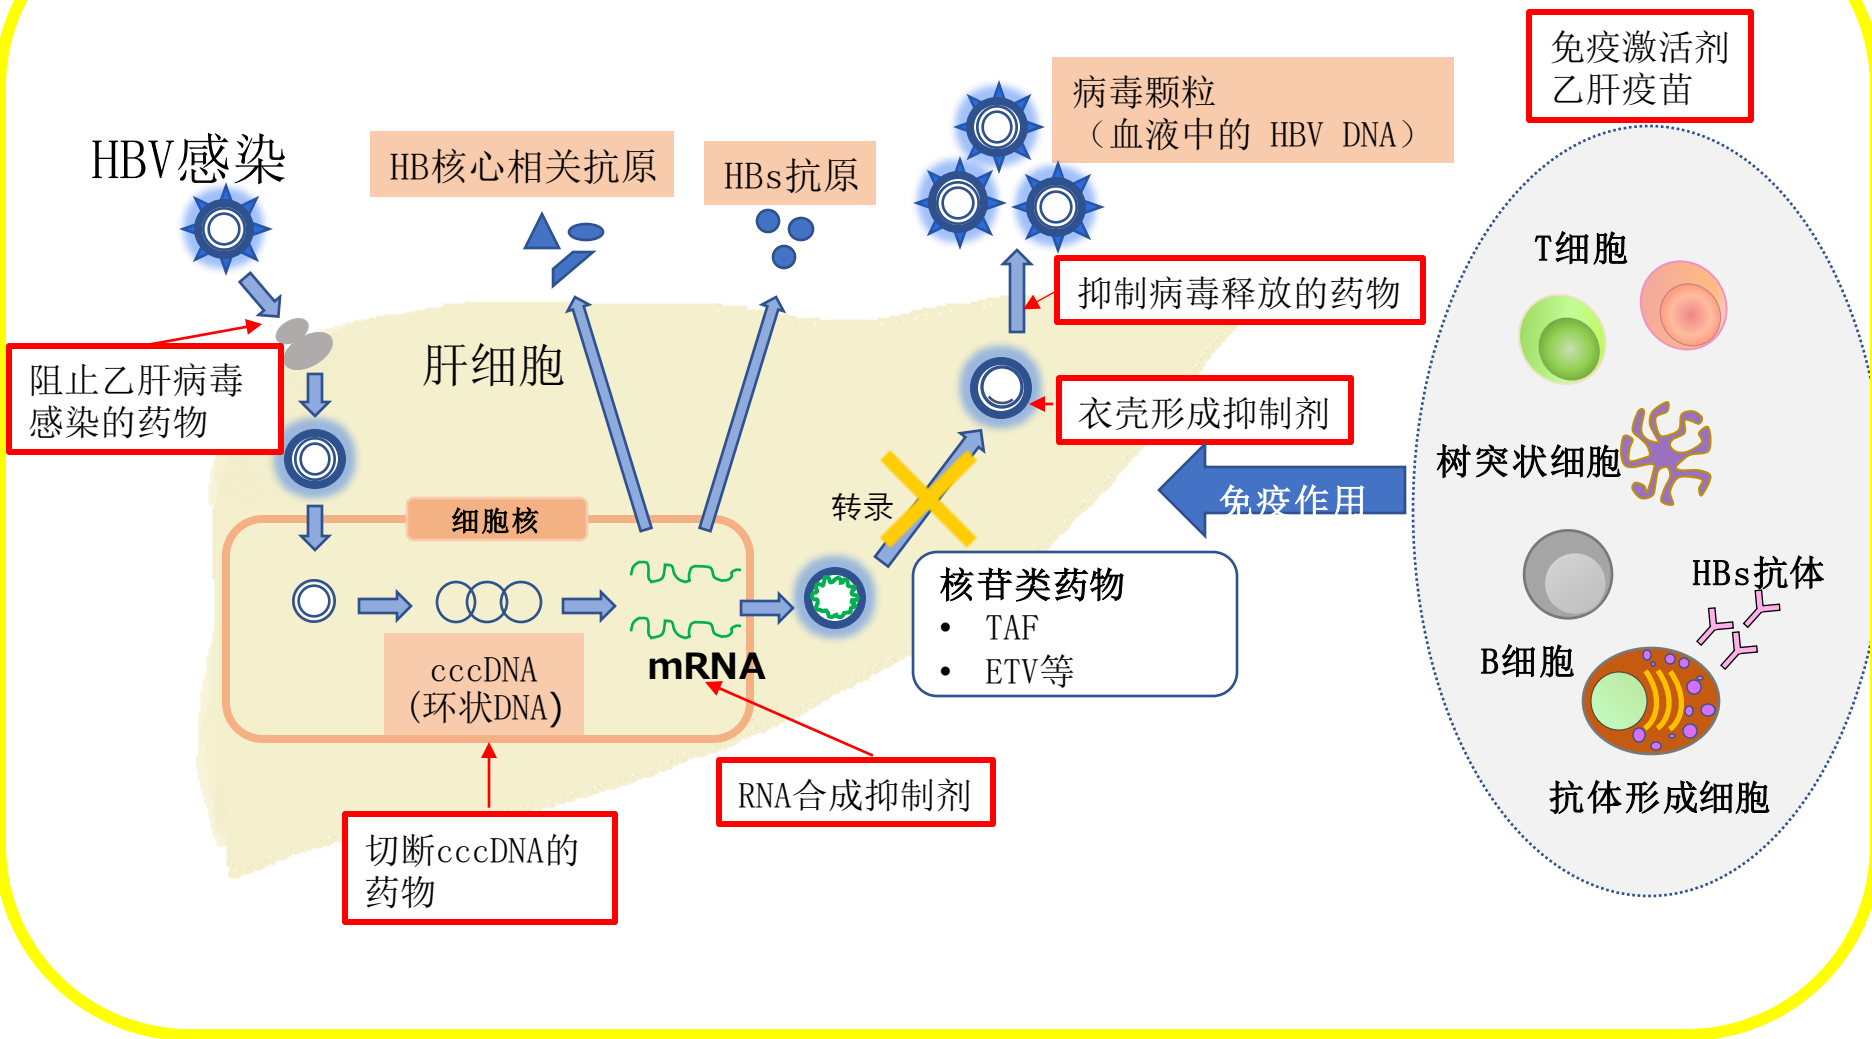 免疫激活剂
乙肝疫苗
病毒颗粒
（血液中的 HBV DNA）
HBV感染
HB核心相关抗原
HBs抗原
T细胞
抑制病毒释放的药物
肝细胞
阻止乙肝病毒
感染的药物
衣壳形成抑制剂
树突状细胞
免疫作用
转录
细胞核
核苷类药物
• TAF
• ETV等
HBs抗体
B细胞
mRNA
cccDNA
(环状DNA)
RNA合成抑制剂
抗体形成细胞
切断cccDNA的
药物